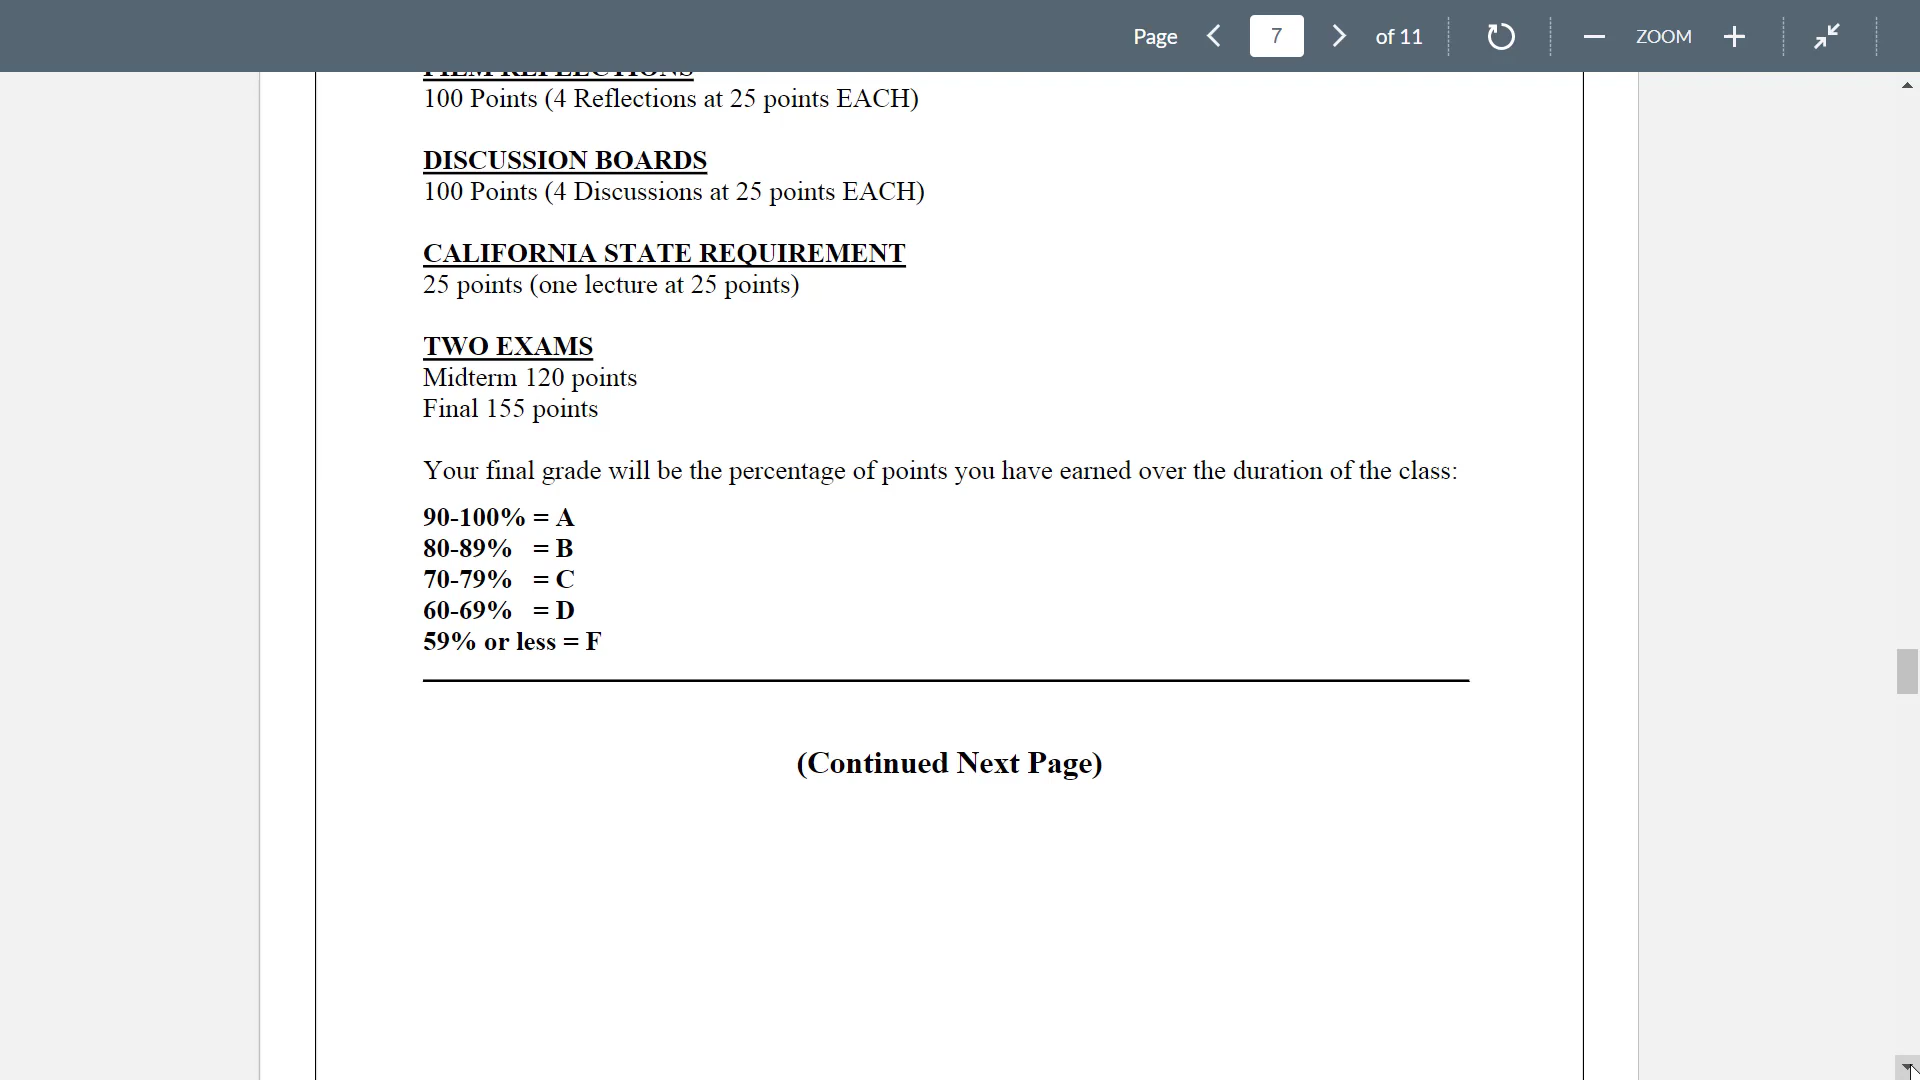 Page 7 of 11 ZOOM
FILM REFLECTIONS
100 Points (4 Reflections at 25 points EACH)
DISCUSSION BOARDS
100 Points (4 Discussions at 25 points EACH)
CALIFORNIA STATE REQUIREMENT
25 points (one lecture at 25 points)
TWO EXAMS
Midterm 120 points
Final 155 points
Your final grade will be the percentage of points you have earned over the duration of the class:
90-100% = A
80-89% = B
70-79% = C
60-69% = D
59% or less = F
(Continued Next Page)